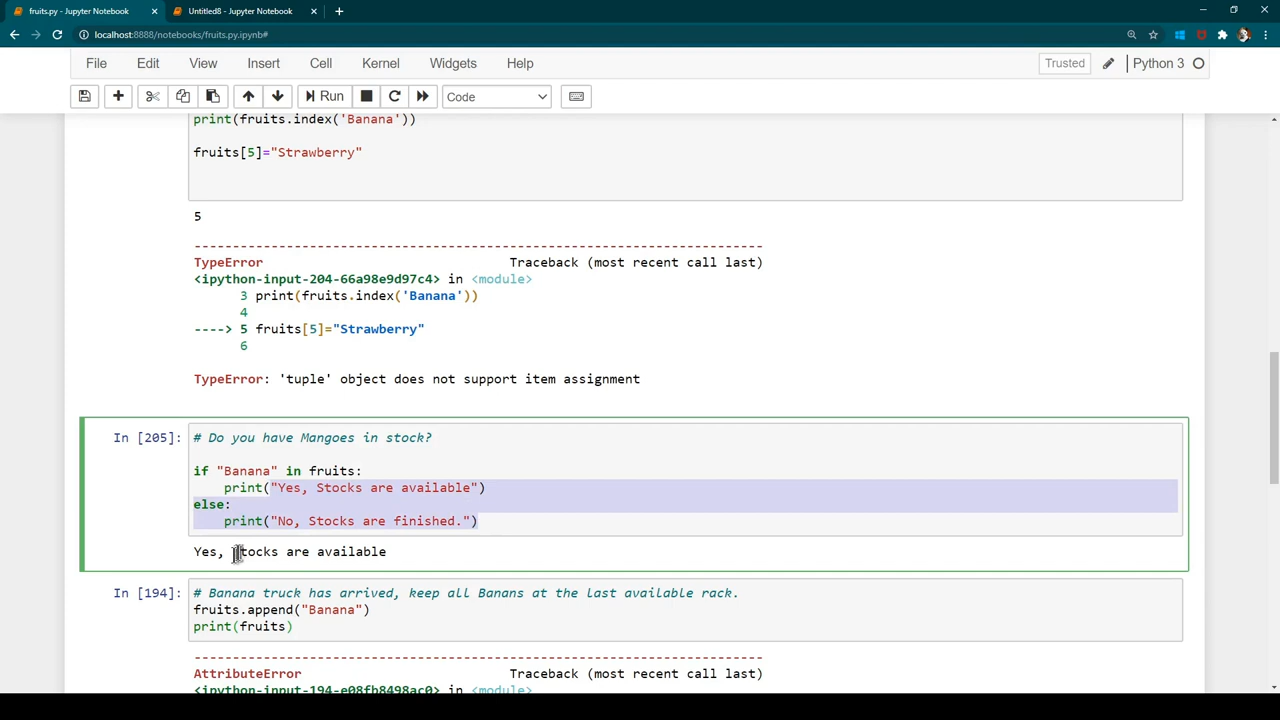 fruits.py - Jupyter Notebook
Untitled8 - Jupyter Notebook
localhost:8888/notebooks/fruits.py.ipynb#
File Edit View Insert Cell Kernel Widgets Help Trusted Python 3
Run Code
print(fruits.index('Banana'))
fruits[5]="Strawberry"
5
---------------------------------------------------------------------------
TypeError Traceback (most recent call last)
<ipython-input-204-66a98e9d97c4> in <module>
3 print(fruits.index('Banana'))
4
----> 5 fruits[5]="Strawberry"
6
TypeError: 'tuple' object does not support item assignment
In [205]: # Do you have Mangoes in stock?
if "Banana" in fruits:
print("Yes, Stocks are available")
else:
print("No, Stocks are finished.")
Yes, Stocks are available
In [194]: # Banana truck has arrived, keep all Banans at the last available rack.
fruits.append("Banana")
print(fruits)
---------------------------------------------------------------------------
AttributeError Traceback (most recent call last)
<ipython-input-194-e08fb8498ac0> in <module>